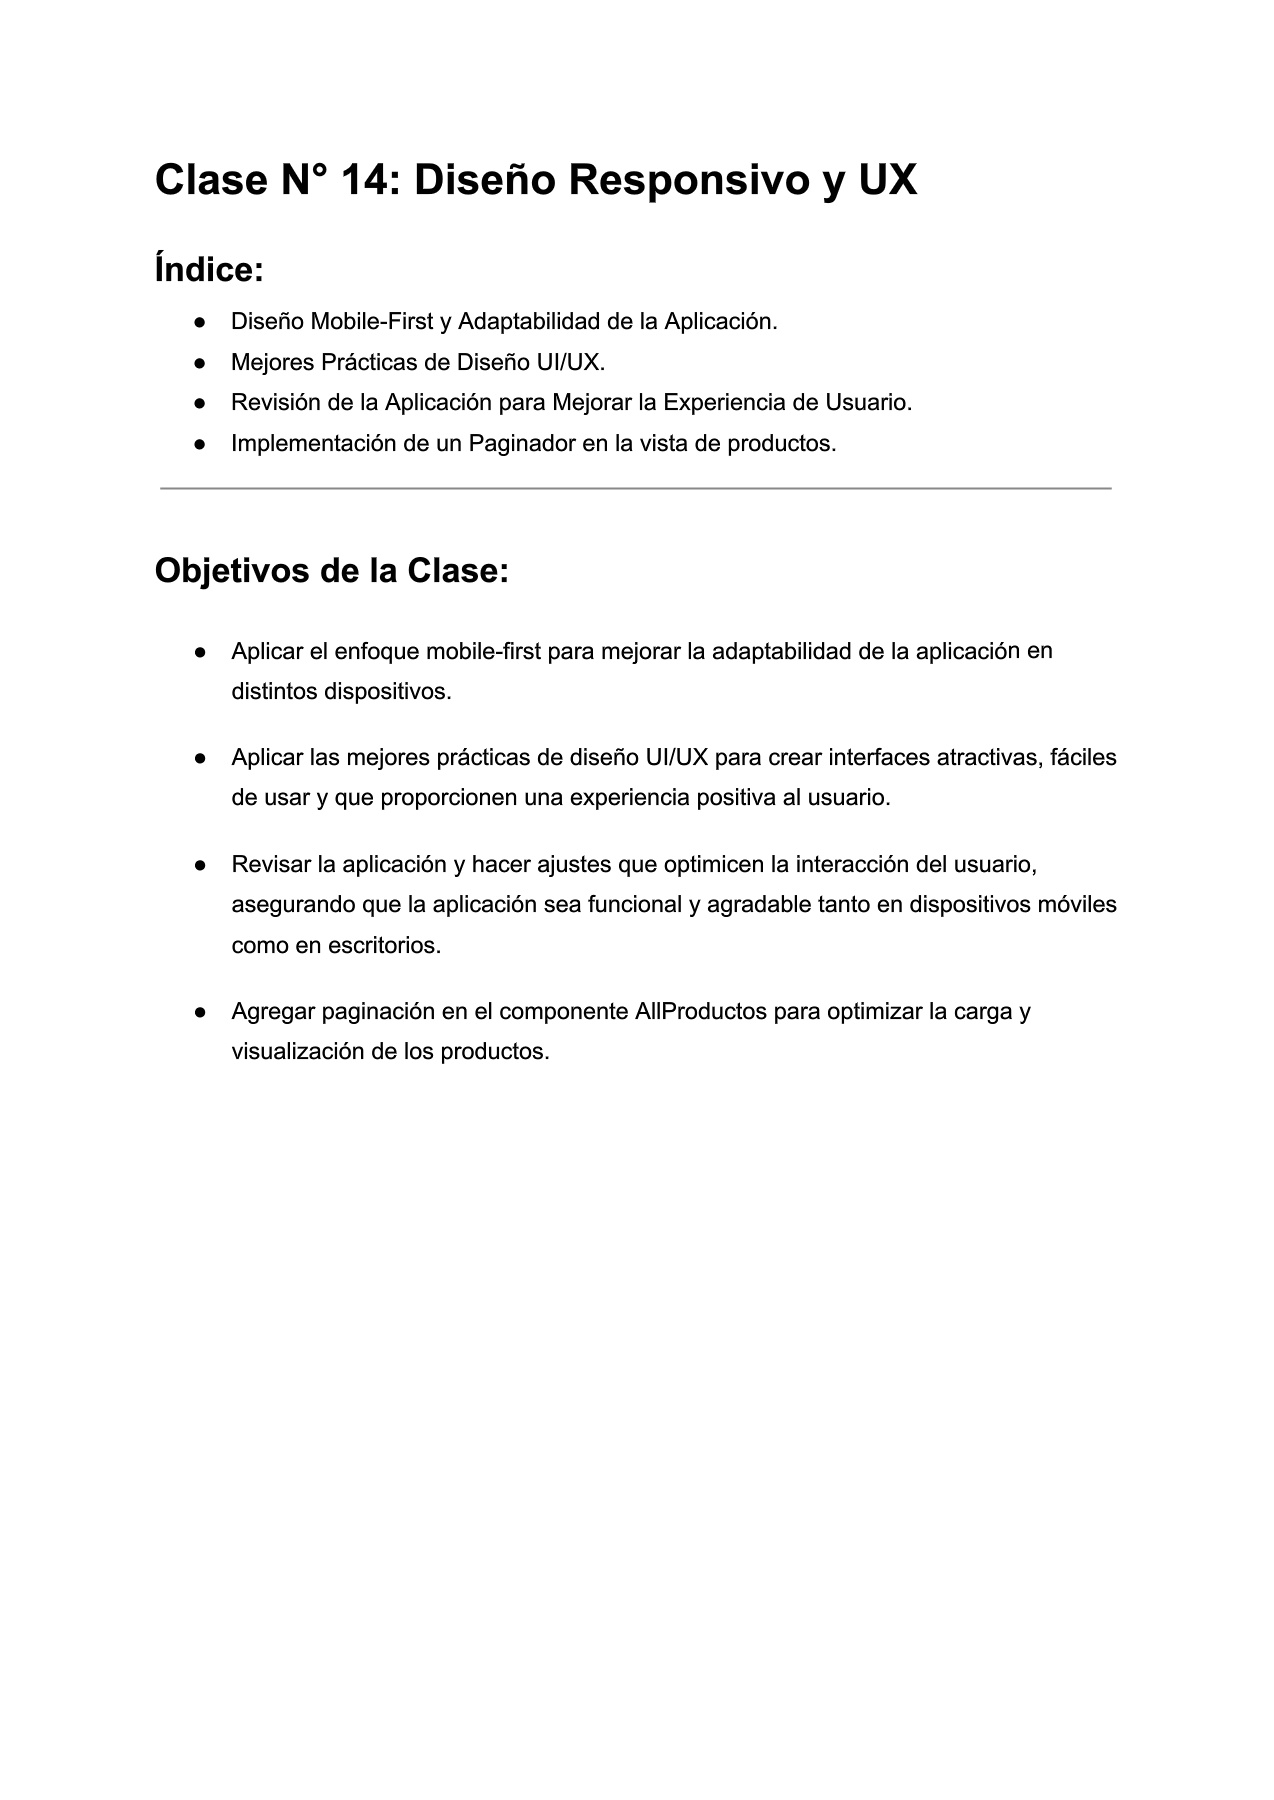 Clase N° 14: Diseño Responsivo y UX
Índice:
● Diseño Mobile-First y Adaptabilidad de la Aplicación.
● Mejores Prácticas de Diseño UI/UX.
● Revisión de la Aplicación para Mejorar la Experiencia de Usuario.
● Implementación de un Paginador en la vista de productos.
Objetivos de la Clase:
● Aplicar el enfoque mobile-first para mejorar la adaptabilidad de la aplicación en
distintos dispositivos.
● Aplicar las mejores prácticas de diseño UI/UX para crear interfaces atractivas, fáciles
de usar y que proporcionen una experiencia positiva al usuario.
● Revisar la aplicación y hacer ajustes que optimicen la interacción del usuario,
asegurando que la aplicación sea funcional y agradable tanto en dispositivos móviles
como en escritorios.
● Agregar paginación en el componente AllProductos para optimizar la carga y
visualización de los productos.